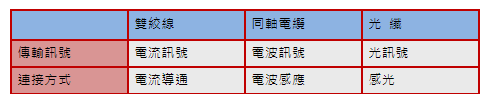 雙絞線 同軸電纜 光 纖
傳輸訊號 電流訊號 電波訊號 光訊號
連接方式 電流導通 電波感應 感光